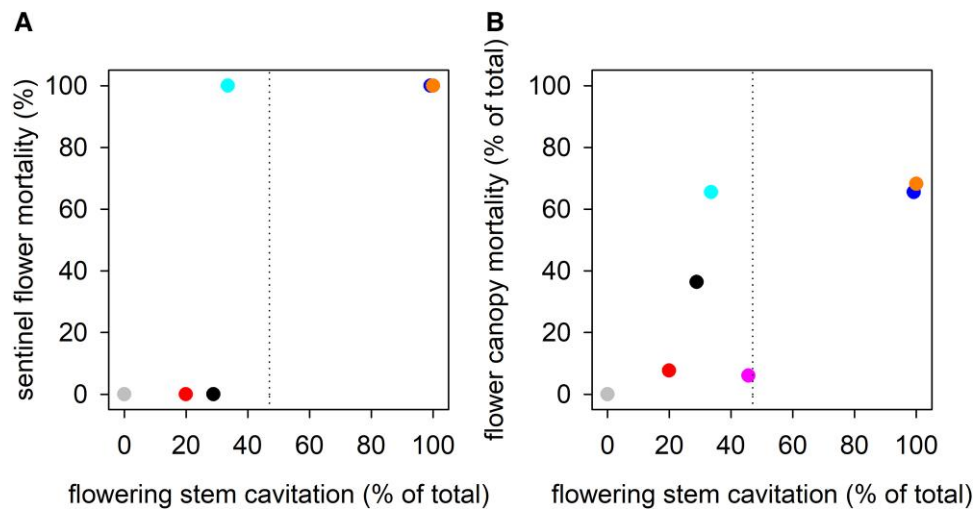 A
sentinel flower mortality (%)
100
80
60
40
20
0
0 20 40 60 80 100
flowering stem cavitation (% of total)
B
flower canopy mortality (% of total)
100
80
60
40
20
0
0 20 40 60 80 100
flowering stem cavitation (% of total)